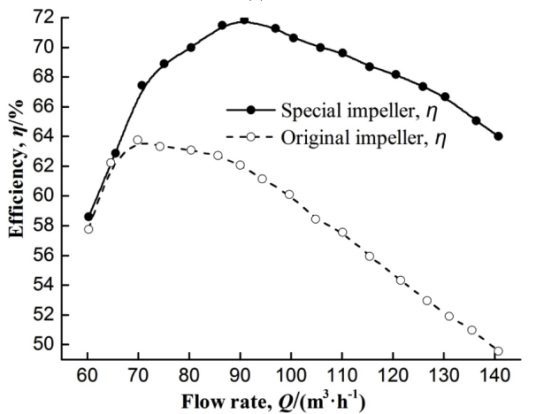 72
70
68
66
64
62
60
58
56
54
52
50
Efficiency, η/%
Special impeller, η
Original impeller, η
60 70 80 90 100 110 120 130 140
Flow rate, Q/(m³·h⁻¹)